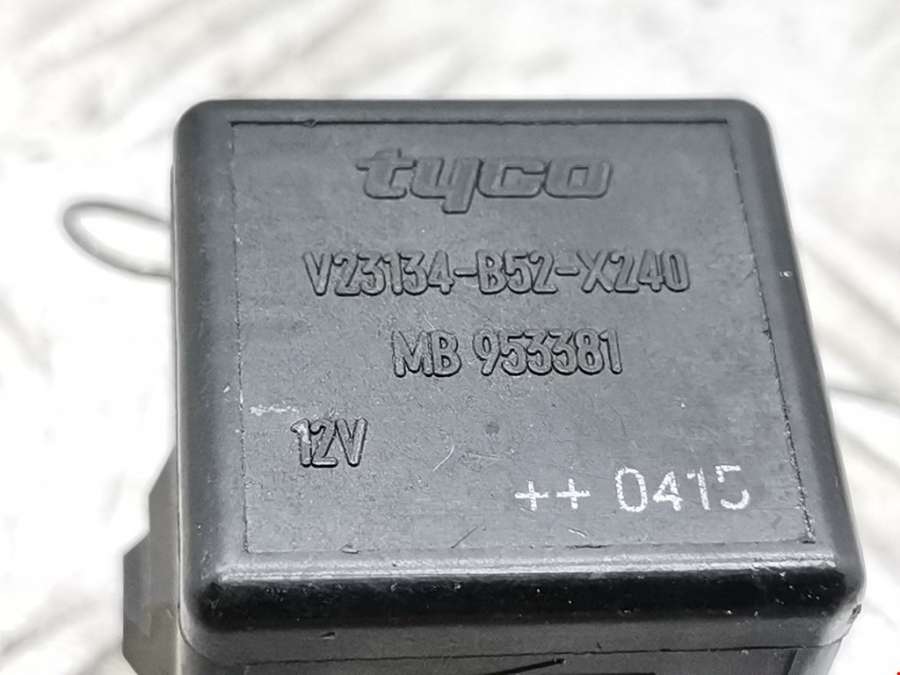 tyco
V23134-B52-X240
MB 953381
12V
++ 0415